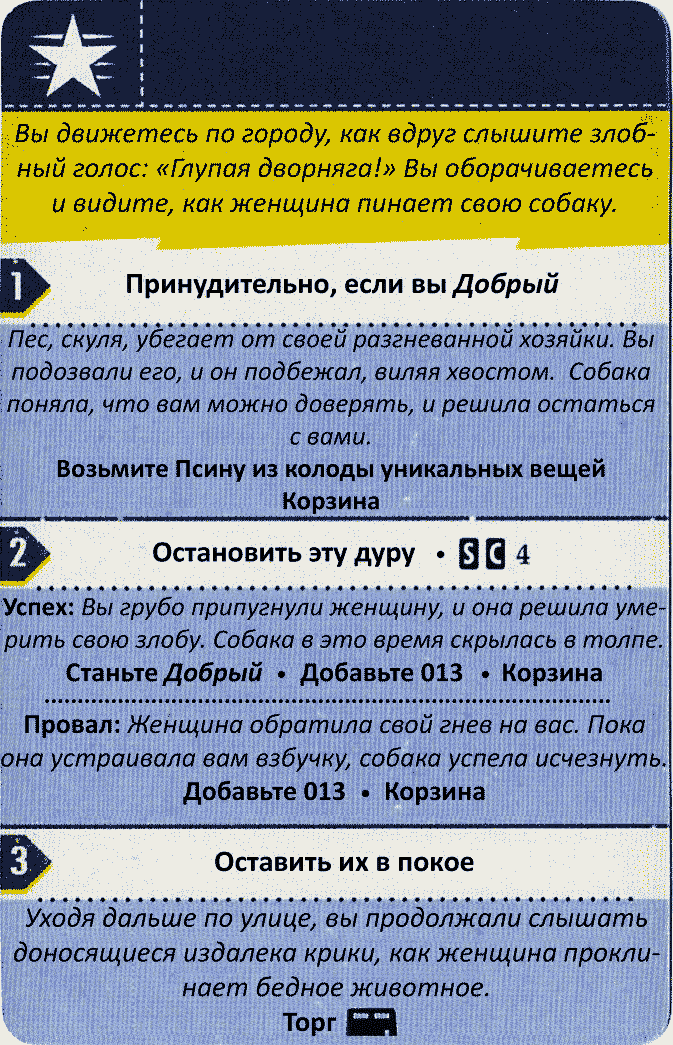 Вы движетесь по городу, как вдруг слышите злоб-
ный голос: «Глупая дворняга!» Вы оборачиваетесь
и видите, как женщина пинает свою собаку.
1 Принудительно, если вы Добрый
Пес, скуля, убегает от своей разгневанной хозяйки. Вы
подозвали его, и он подбежал, виляя хвостом. Собака
поняла, что вам можно доверять, и решила остаться
с вами.
Возьмите Псину из колоды уникальных вещей
Корзина
2 Остановить эту дуру • S C 4
Успех: Вы грубо припугнули женщину, и она решила уме-
рить свою злобу. Собака в это время скрылась в толпе.
Станьте Добрый • Добавьте 013 • Корзина
Провал: Женщина обратила свой гнев на вас. Пока
она устраивала вам взбучку, собака успела исчезнуть.
Добавьте 013 • Корзина
3 Оставить их в покое
Уходя дальше по улице, вы продолжали слышать
доносящиеся издалека крики, как женщина прокли-
нает бедное животное.
Торг